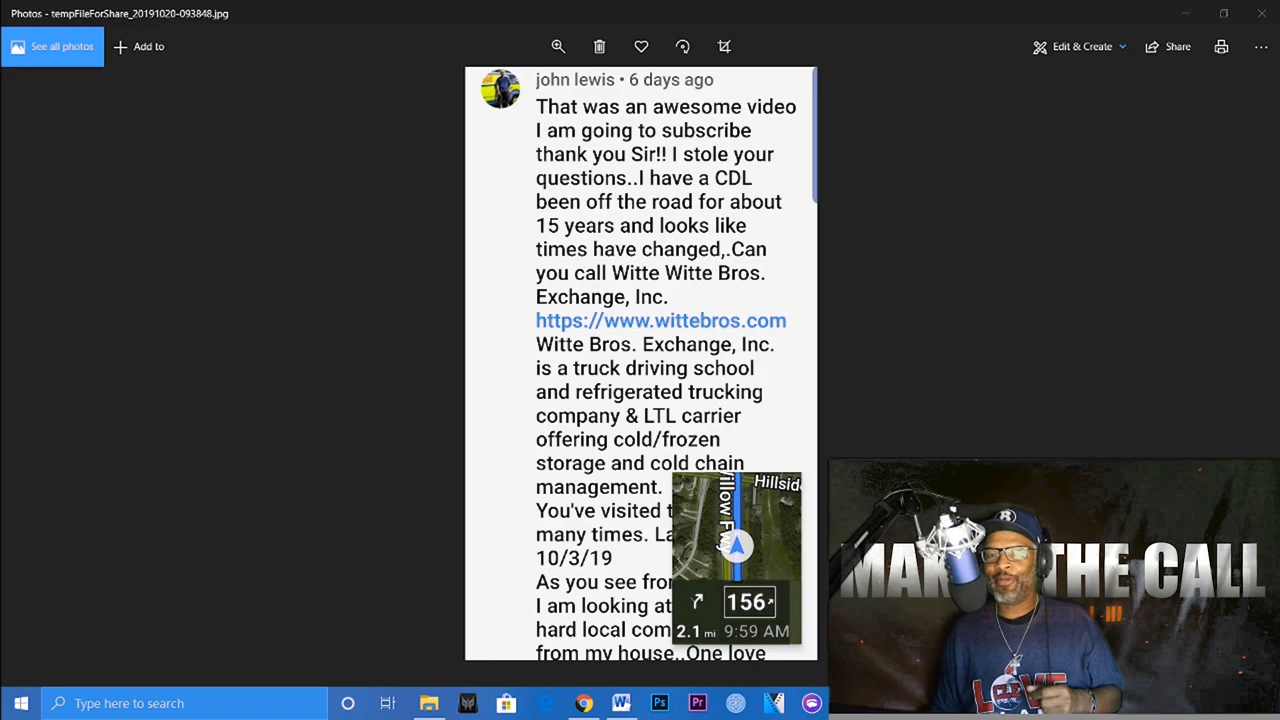 Photos - tempFileForShare_20191020-093848.jpg
See all photos
Add to
Edit & Create
Share
john lewis • 6 days ago
That was an awesome video
I am going to subscribe
thank you Sir!! I stole your
questions..I have a CDL
been off the road for about
15 years and looks like
times have changed,.Can
you call Witte Witte Bros.
Exchange, Inc.
https://www.wittebros.com
Witte Bros. Exchange, Inc.
is a truck driving school
and refrigerated trucking
company & LTL carrier
offering cold/frozen
storage and cold chain
management.
You've visited t
many times. La
10/3/19
As you see from
I am looking at
hard local com
from my house..One love
Hillsid
illow Fwy
156
2.1 mi 9:59 AM
THE CALL
Type here to search